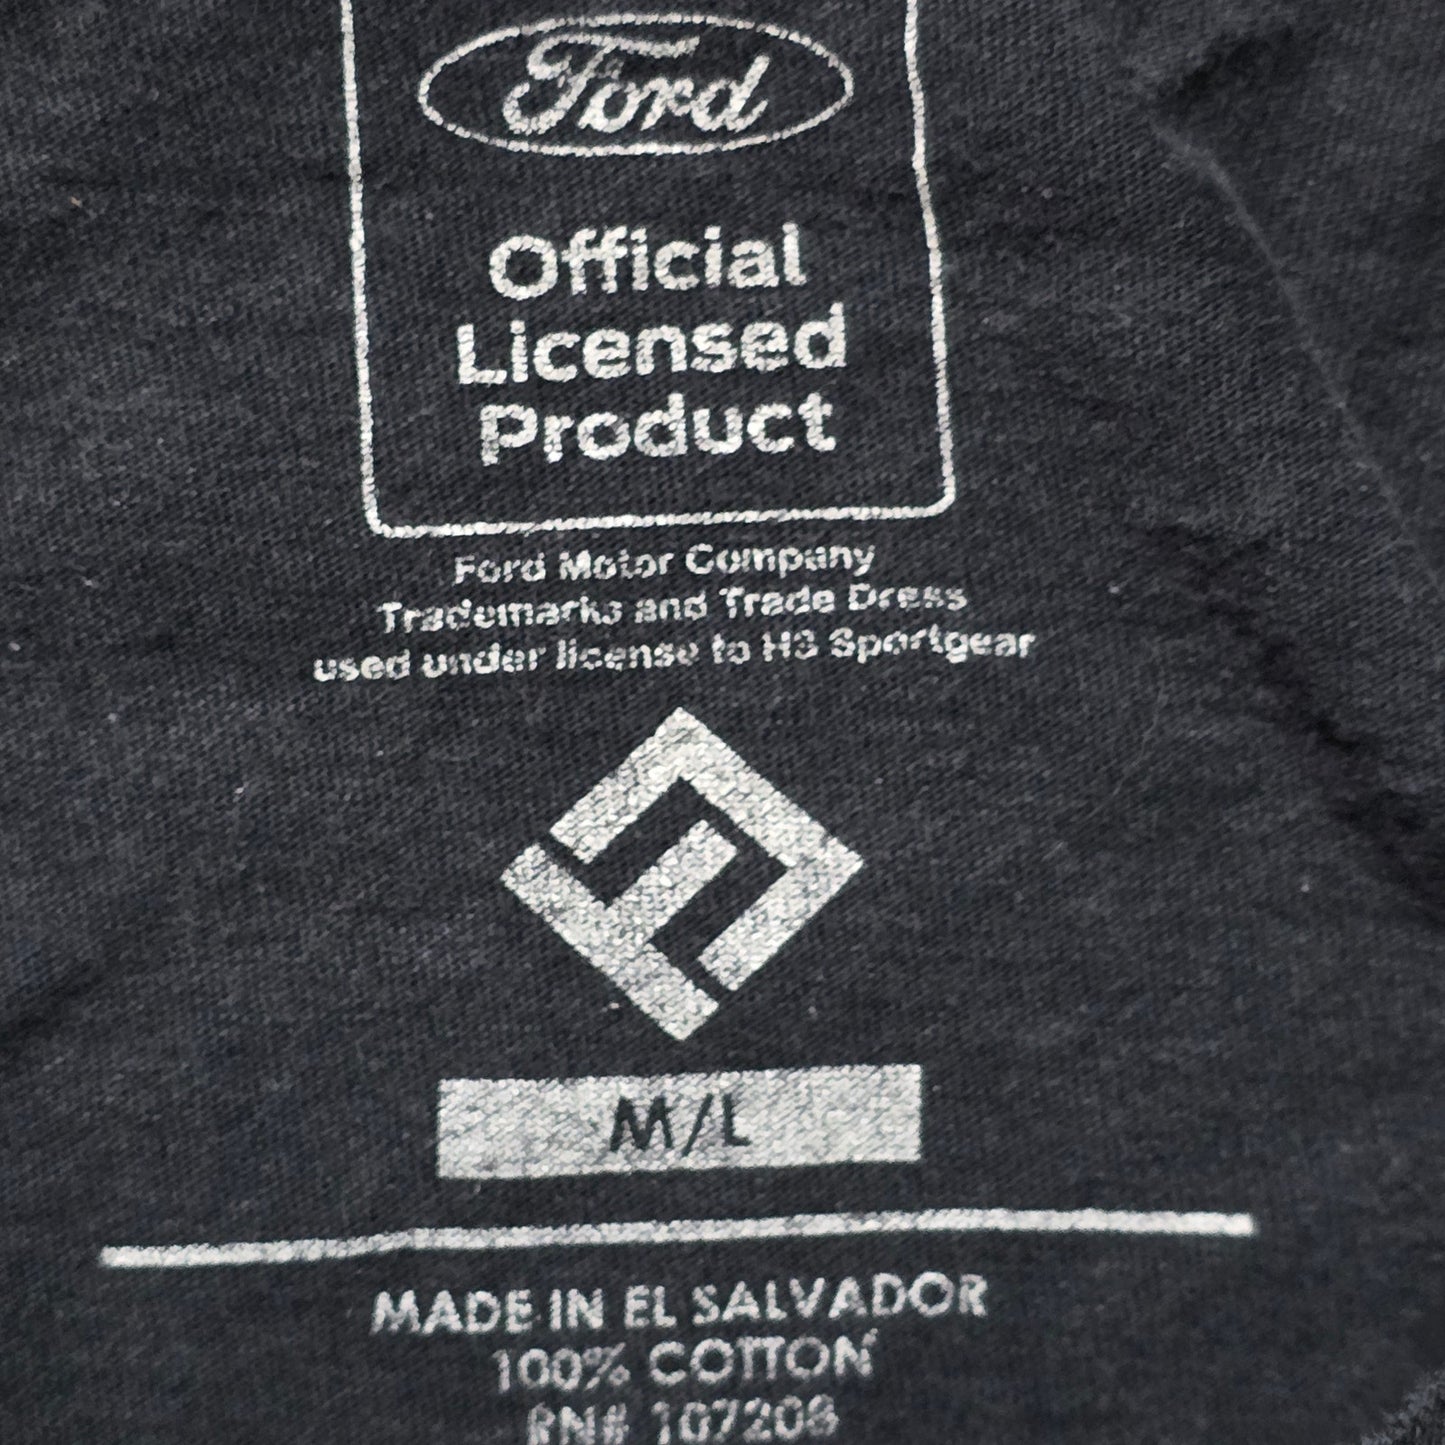 Ford
Official
Licensed
Product
Ford Motor Company
Trademarks and Trade Dress
used under license to H3 Sportgear
M/L
MADE IN EL SALVADOR
100% COTTON
RN# 107208